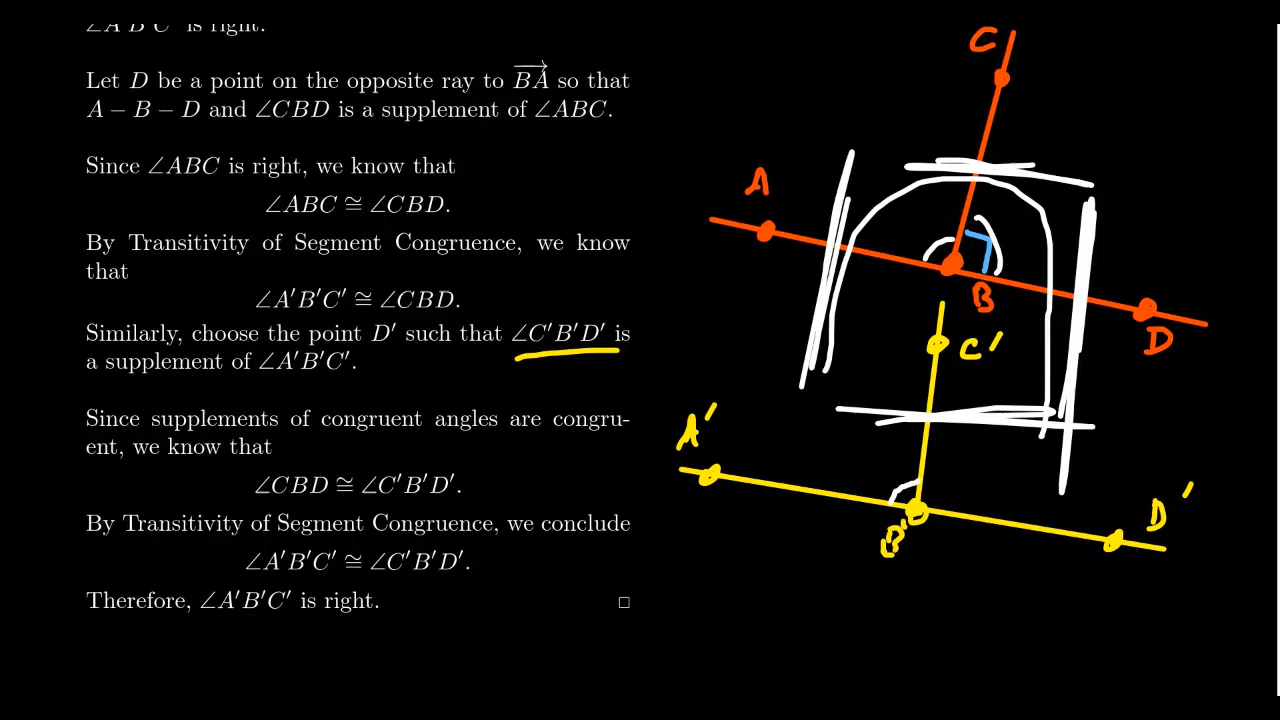 ∠A′B′C′ is right.
Let D be a point on the opposite ray to $\overrightarrow{BA}$ so that
A − B − D and ∠CBD is a supplement of ∠ABC.
Since ∠ABC is right, we know that
∠ABC ≅ ∠CBD.
By Transitivity of Segment Congruence, we know
that
∠A′B′C′ ≅ ∠CBD.
Similarly, choose the point D′ such that ∠C′B′D′ is
a supplement of ∠A′B′C′.
Since supplements of congruent angles are congru-
ent, we know that
∠CBD ≅ ∠C′B′D′.
By Transitivity of Segment Congruence, we conclude
∠A′B′C′ ≅ ∠C′B′D′.
Therefore, ∠A′B′C′ is right. □
C
A
B
D
C′
A′
B′
D′